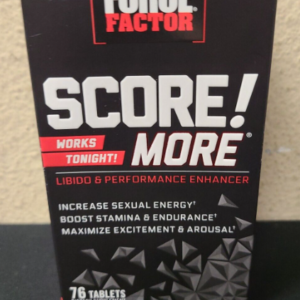 FORCE
FACTOR
SCORE!
WORKS
TONIGHT!
MORE®
LIBIDO & PERFORMANCE ENHANCER
INCREASE SEXUAL ENERGY†
BOOST STAMINA & ENDURANCE†
MAXIMIZE EXCITEMENT & AROUSAL†
76 TABLETS